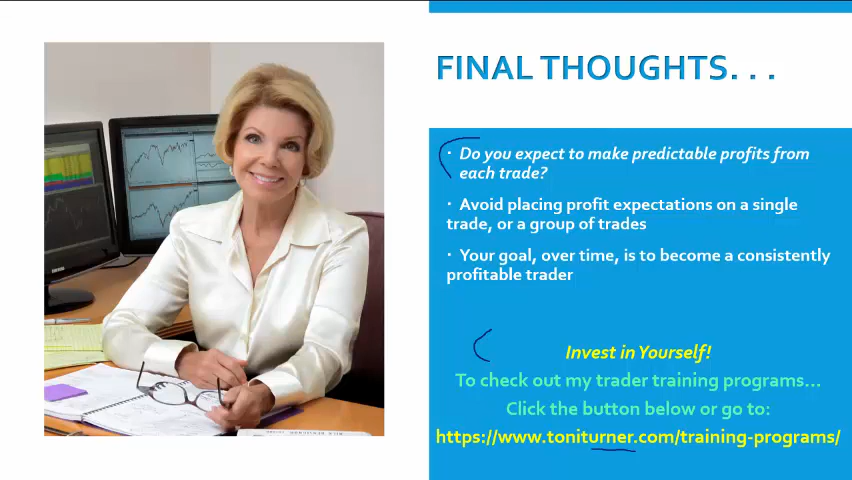 FINAL THOUGHTS. . .
· Do you expect to make predictable profits from
each trade?
· Avoid placing profit expectations on a single
trade, or a group of trades
· Your goal, over time, is to become a consistently
profitable trader
Invest in Yourself!
To check out my trader training programs...
Click the button below or go to:
https://www.toniturner.com/training-programs/